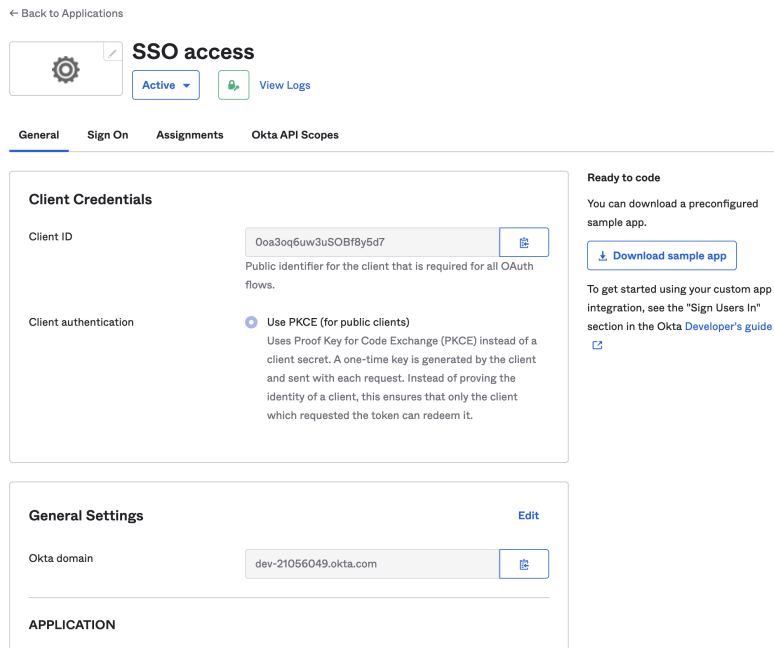 ← Back to Applications
SSO access
Active
View Logs
General
Sign On
Assignments
Okta API Scopes
Client Credentials
Client ID
0oa3oq6uw3uSOBf8y5d7
Public identifier for the client that is required for all OAuth
flows.
Client authentication
Use PKCE (for public clients)
Uses Proof Key for Code Exchange (PKCE) instead of a
client secret. A one-time key is generated by the client
and sent with each request. Instead of proving the
identity of a client, this ensures that only the client
which requested the token can redeem it.
General Settings
Edit
Okta domain
dev-21056049.okta.com
APPLICATION
Ready to code
You can download a preconfigured
sample app.
Download sample app
To get started using your custom app
integration, see the "Sign Users In"
section in the Okta Developer's guide